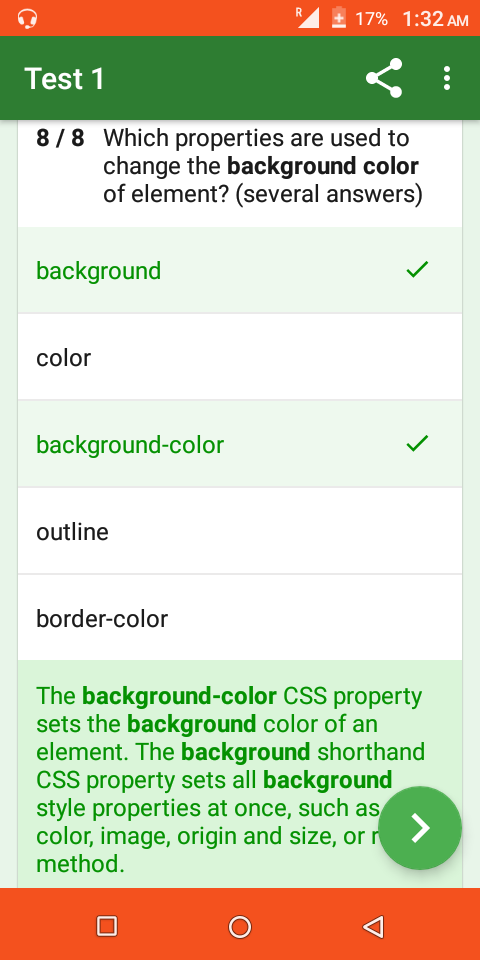 R 17% 1:32 AM
Test 1
8 / 8 Which properties are used to
change the background color
of element? (several answers)
background
color
background-color
outline
border-color
The background-color CSS property
sets the background color of an
element. The background shorthand
CSS property sets all background
style properties at once, such as
color, image, origin and size, or
method.